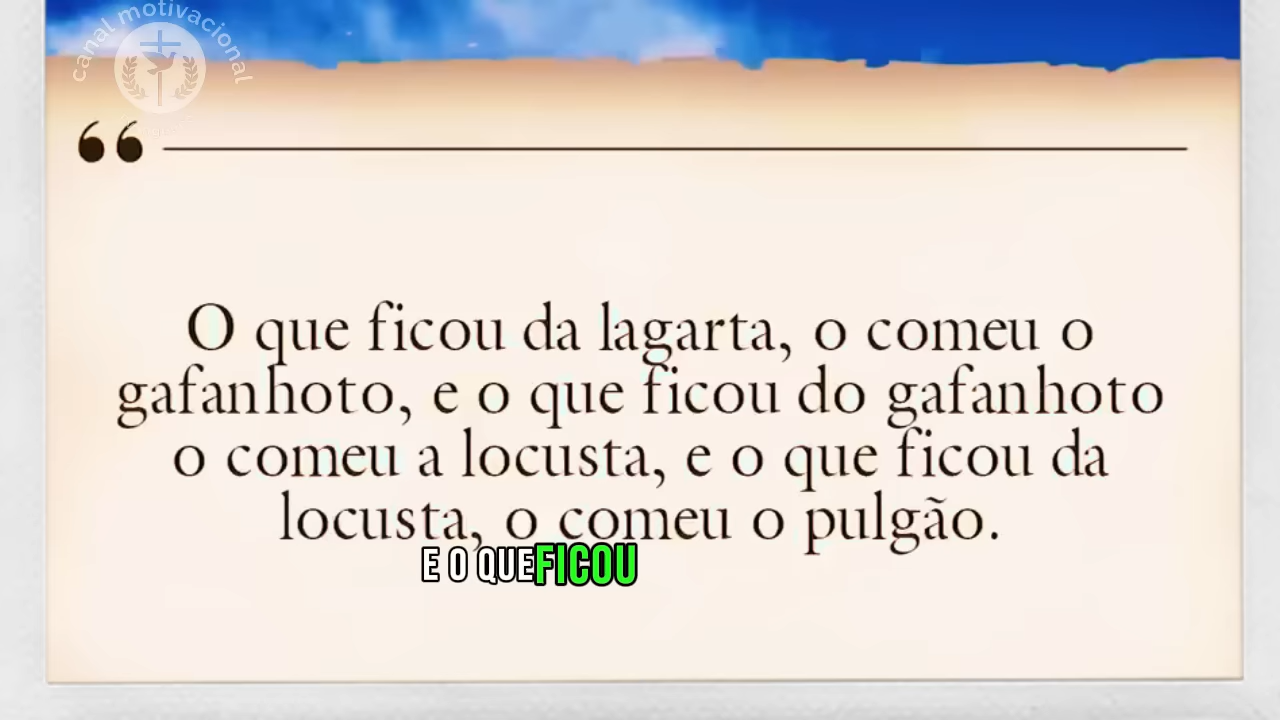 canal motivacional
“
O que ficou da lagarta, o comeu o
gafanhoto, e o que ficou do gafanhoto
o comeu a locusta, e o que ficou da
locusta, o comeu o pulgão.
E O QUE FICOU